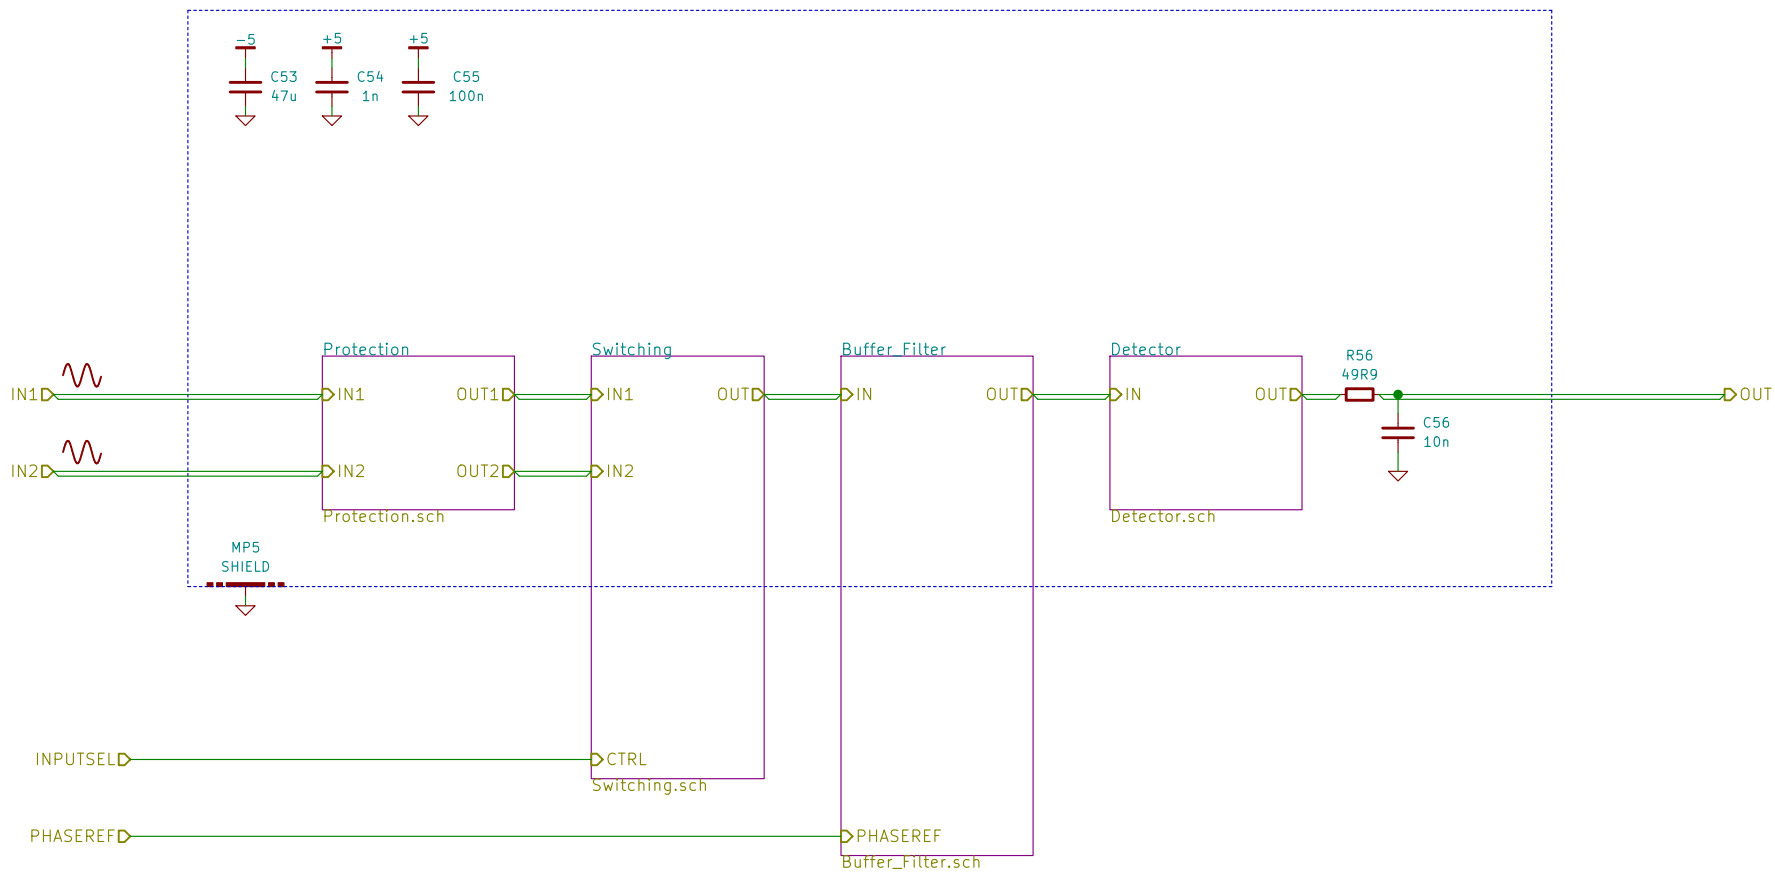 -5
+5
+5
C53
47u
C54
1n
C55
100n
Protection
Switching
Buffer_Filter
Detector
R56
49R9
IN1
IN1
OUT1
IN1
OUT
IN
OUT
IN
OUT
OUT
C56
10n
IN2
IN2
OUT2
IN2
Protection.sch
Detector.sch
MP5
SHIELD
INPUTSEL
CTRL
Switching.sch
PHASEREF
PHASEREF
Buffer_Filter.sch